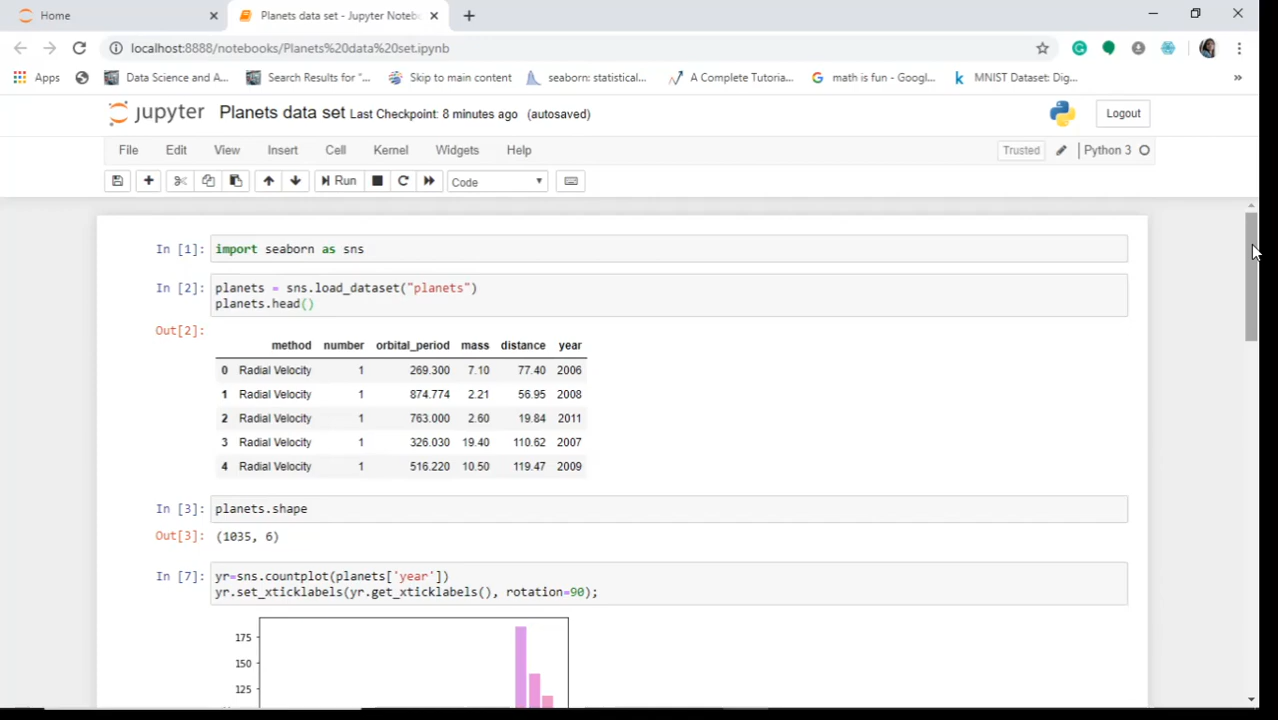 Home
Planets data set - Jupyter Notebo
localhost:8888/notebooks/Planets%20data%20set.ipynb
Apps
Data Science and A...
Search Results for "...
Skip to main content
seaborn: statistical...
A Complete Tutoria...
math is fun - Googl...
MNIST Dataset: Dig...
»
jupyter Planets data set Last Checkpoint: 8 minutes ago (autosaved)
Logout
File Edit View Insert Cell Kernel Widgets Help
Trusted Python 3
Run Code
In [1]: import seaborn as sns
In [2]: planets = sns.load_dataset("planets")
planets.head()
Out[2]:
method number orbital_period mass distance year
0 Radial Velocity 1 269.300 7.10 77.40 2006
1 Radial Velocity 1 874.774 2.21 56.95 2008
2 Radial Velocity 1 763.000 2.60 19.84 2011
3 Radial Velocity 1 326.030 19.40 110.62 2007
4 Radial Velocity 1 516.220 10.50 119.47 2009
In [3]: planets.shape
Out[3]: (1035, 6)
In [7]: yr=sns.countplot(planets['year'])
yr.set_xticklabels(yr.get_xticklabels(), rotation=90);
175
150
125